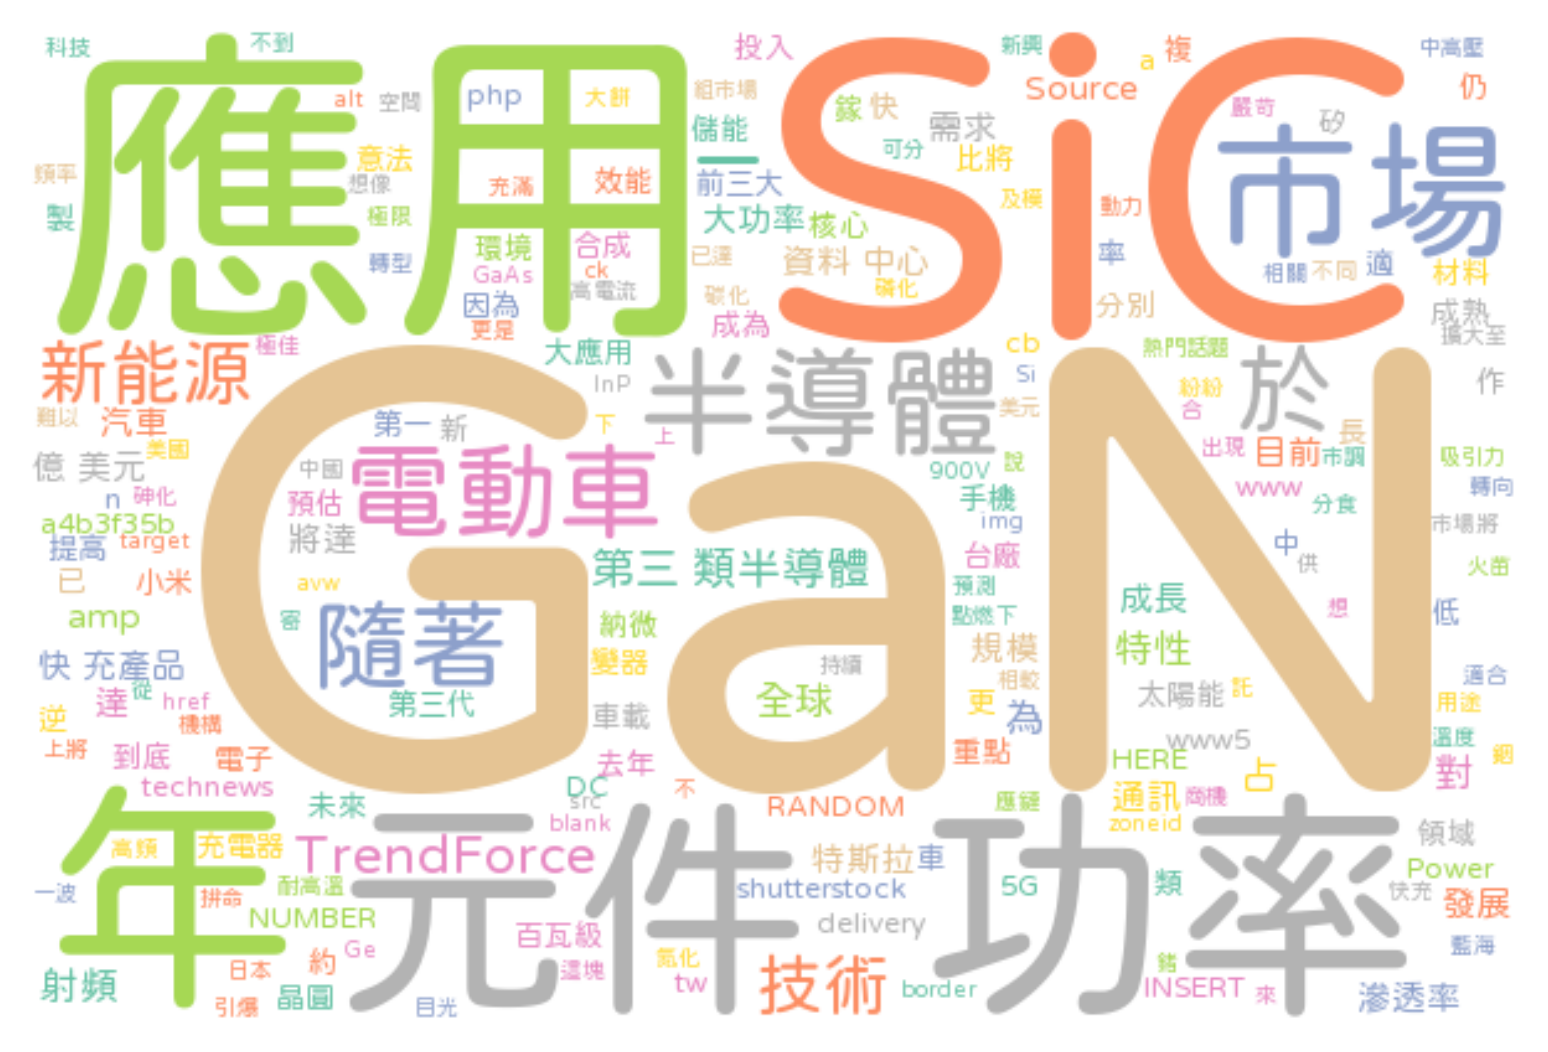 科技
不到
應用
SiC
投入
新興
a
複
中高壓
alt
空間
php
大餅
組市場
鎵
快
Source
仍
嚴苛
矽
市場
儲能
需求
可分
比將
頻率
意法
想像
充滿
效能
一
前三大
及模
動力
製
極限
大功率
核心
轉型
環境
合成
GaAs
ck
已達
資料 中心
率
相關
不同
適
材料
因為
高電流
碳化
磷化
分別
成熟
更是
成為
擴大至
新能源
極佳
大應用
半導體
cb
熱門話題
於
GaN
InP
Si
紛紛
作
難以
汽車
第一
新
下
上
美元
合
長
億 美元
美國
中國
電動車
900V
說
出現
目前
市調
吸引力
n
砷化
預估
手機
www
轉向
a4b3f35b
將達
img
分食
市場將
提高
target
第三 類半導體
台廠
中
供
已
小米
avw
預測
火苗
amp
密
隨著
納微
點燃下
成長
想
低
快 充產品
變器
持續
規模
特性
從
達
href
第三代
全球
相較
太陽能
託
適合
逆
機構
車載
更
為
用途
上將
到底
電子
去年
重點
www5
溫度
銦
technews
DC
不
HERE
占
對
年
未來
src
RANDOM
應鏈
通訊
商機
元件
功率
blank
zoneid
高頻
充電器
TrendForce
特斯拉
車
領域
一波
耐高溫
shutterstock
5G
類
Power
快充
拚命
NUMBER
百瓦級
delivery
發展
Ge
藍海
射頻
日本
約
這塊
氮化
tw
技術
border
鍺
INSERT
來
滲透率
引爆
晶圓
目光